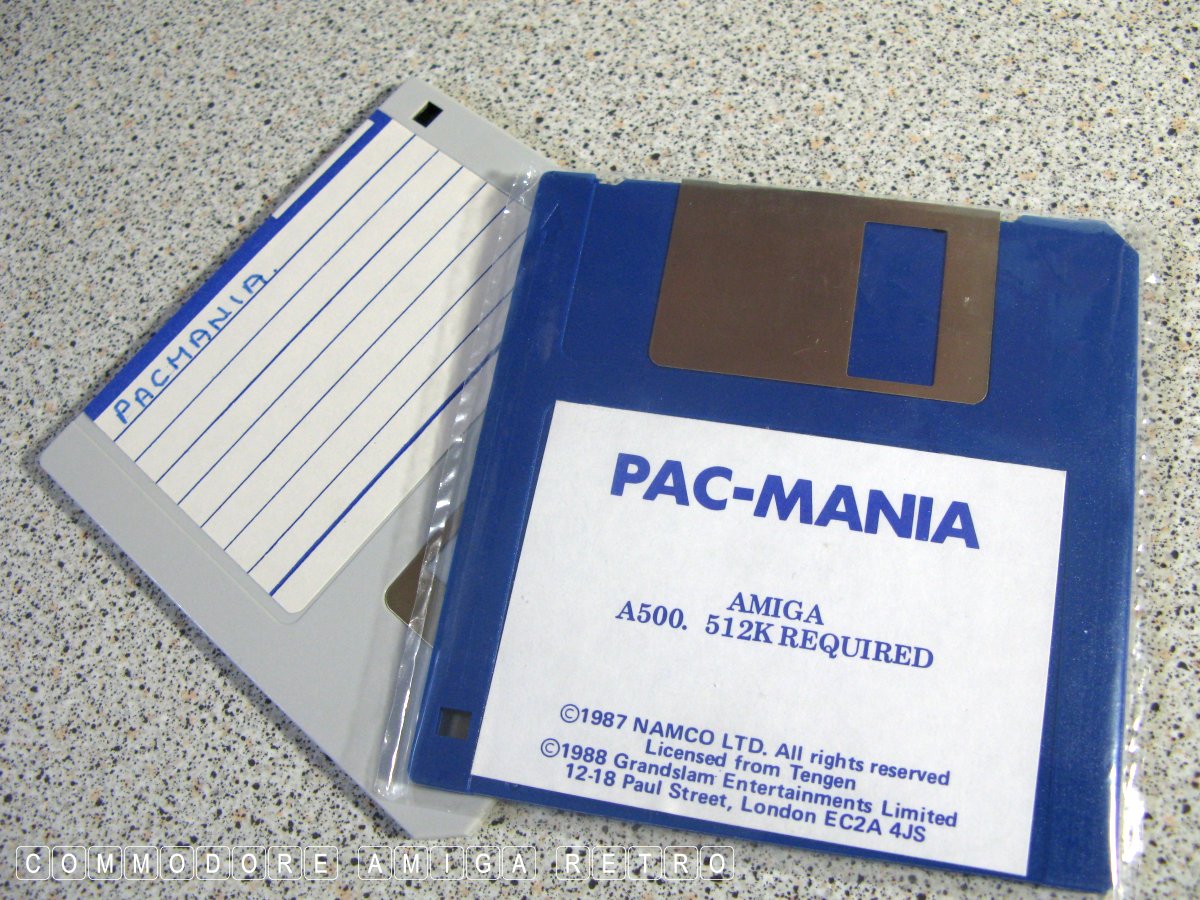 PACMANIA.
PAC-MANIA
AMIGA
A500. 512K REQUIRED
©1987 NAMCO LTD. All rights reserved
Licensed from Tengen
©1988 Grandslam Entertainments Limited
12-18 Paul Street, London EC2A 4JS
COMMODORE AMIGA RETRO